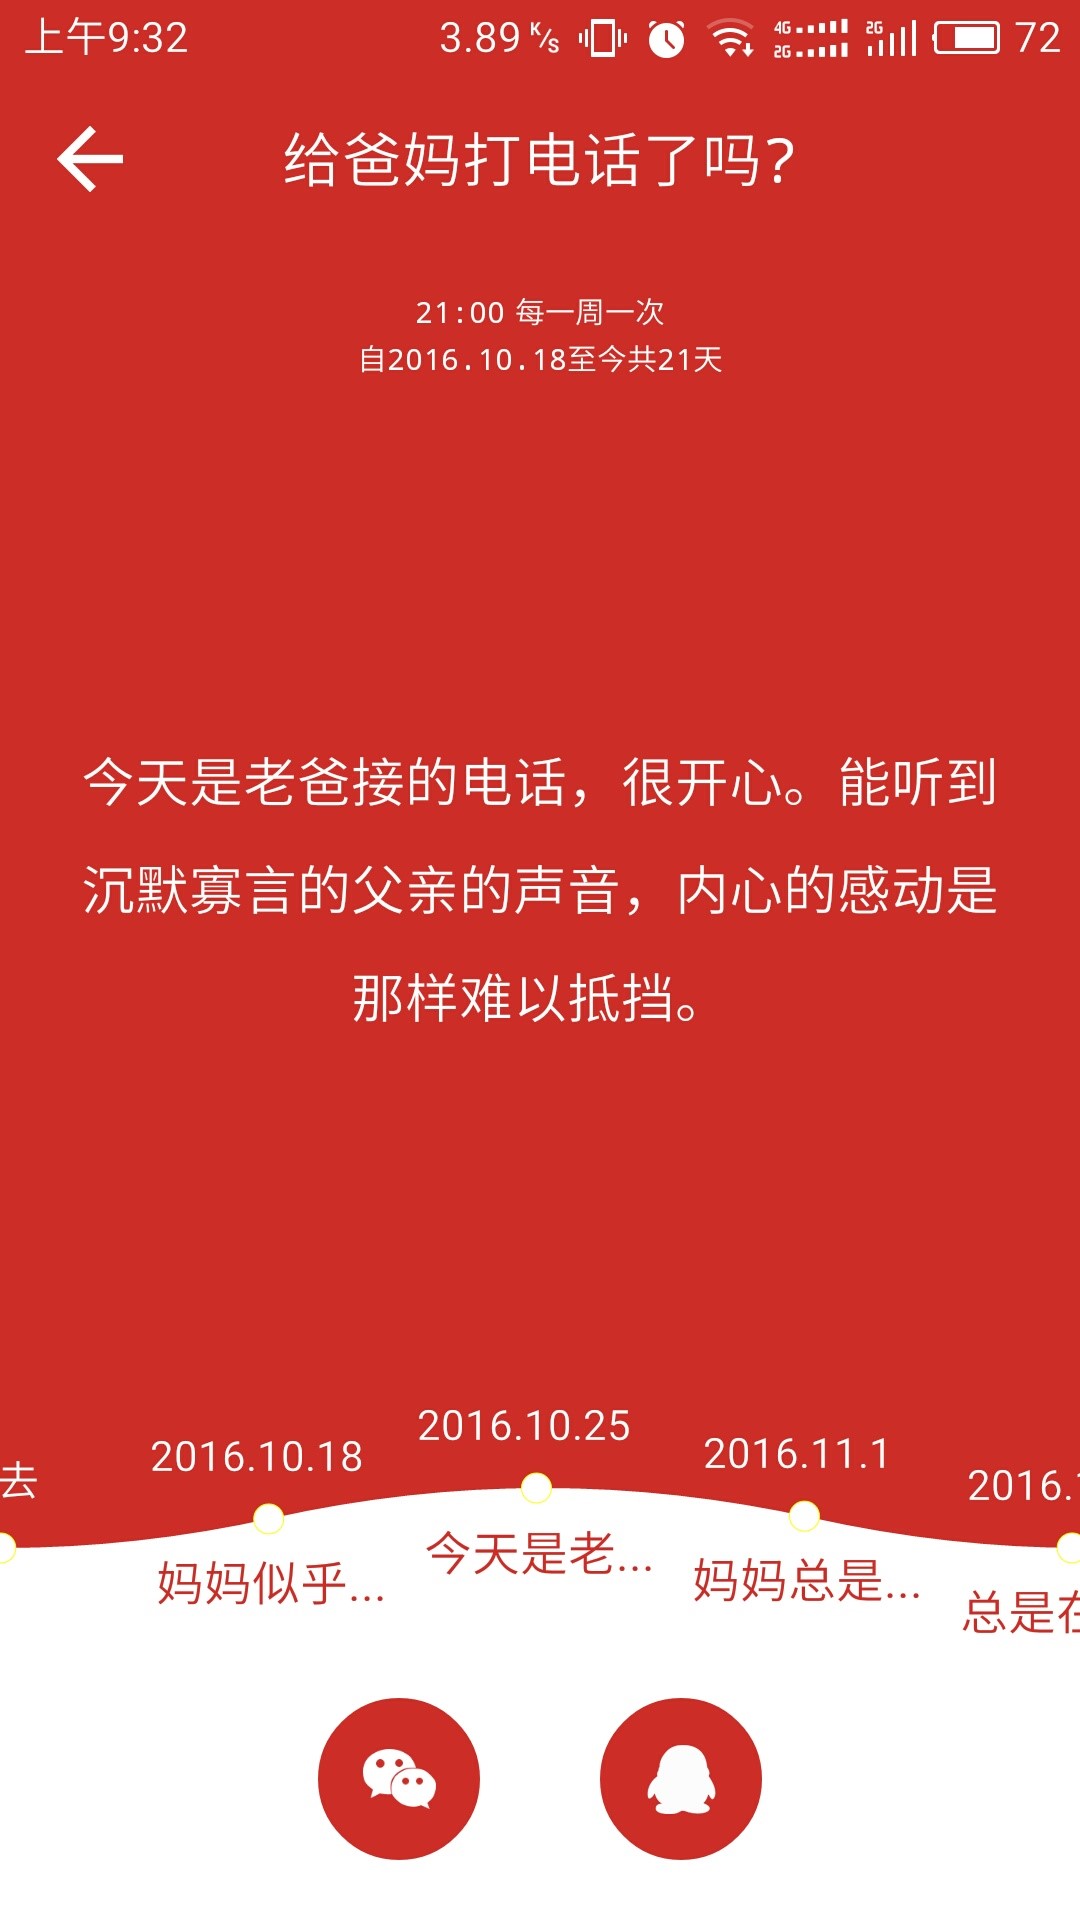 上午9:32
3.89 K/s
4G
2G
2G
72
给爸妈打电话了吗?
21:00 每一周一次
自2016.10.18至今共21天
今天是老爸接的电话，很开心。能听到
沉默寡言的父亲的声音，内心的感动是
那样难以抵挡。
去
2016.10.18
2016.10.25
2016.11.1
2016.
妈妈似乎...
今天是老...
妈妈总是...
总是在